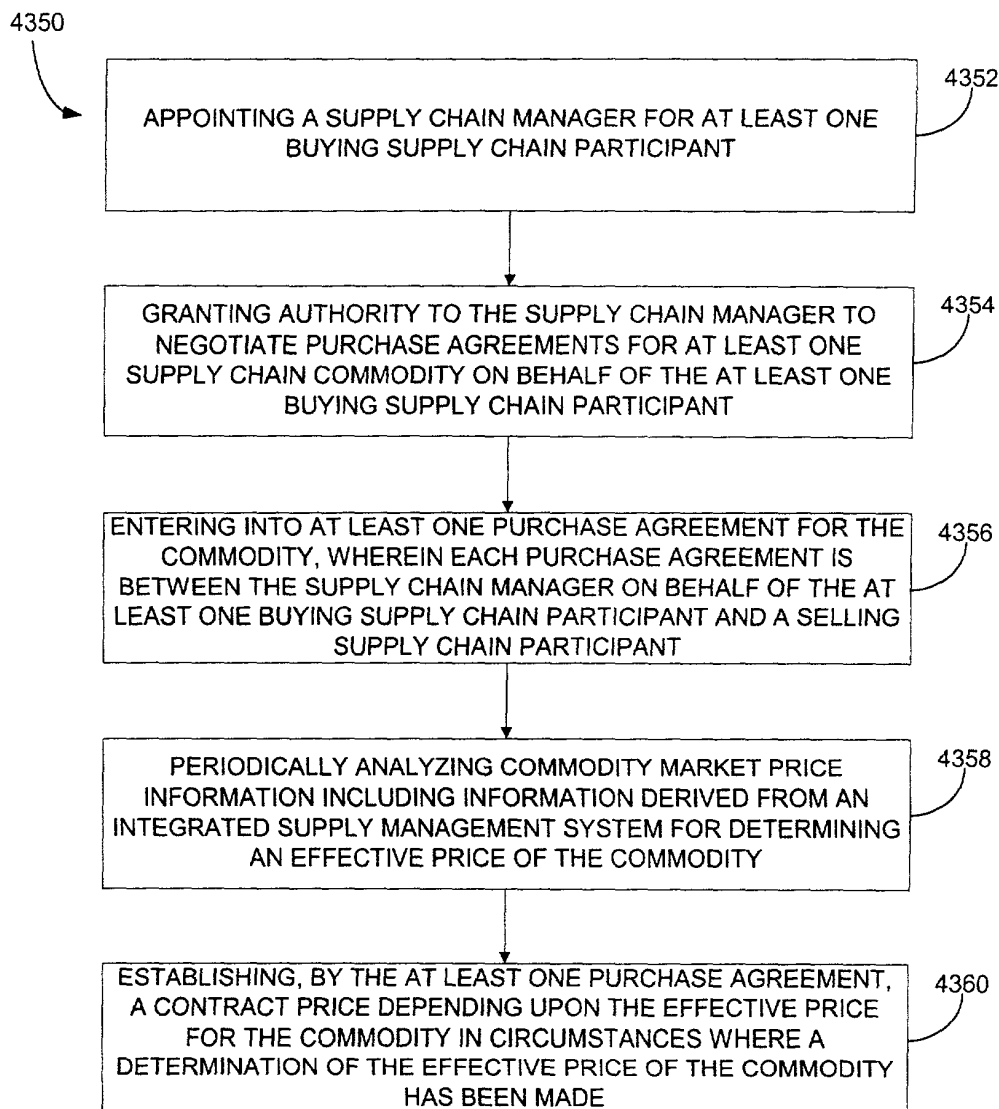 4350
4352
APPOINTING A SUPPLY CHAIN MANAGER FOR AT LEAST ONE
BUYING SUPPLY CHAIN PARTICIPANT
4354
GRANTING AUTHORITY TO THE SUPPLY CHAIN MANAGER TO
NEGOTIATE PURCHASE AGREEMENTS FOR AT LEAST ONE
SUPPLY CHAIN COMMODITY ON BEHALF OF THE AT LEAST ONE
BUYING SUPPLY CHAIN PARTICIPANT
4356
ENTERING INTO AT LEAST ONE PURCHASE AGREEMENT FOR THE
COMMODITY, WHEREIN EACH PURCHASE AGREEMENT IS
BETWEEN THE SUPPLY CHAIN MANAGER ON BEHALF OF THE AT
LEAST ONE BUYING SUPPLY CHAIN PARTICIPANT AND A SELLING
SUPPLY CHAIN PARTICIPANT
4358
PERIODICALLY ANALYZING COMMODITY MARKET PRICE
INFORMATION INCLUDING INFORMATION DERIVED FROM AN
INTEGRATED SUPPLY MANAGEMENT SYSTEM FOR DETERMINING
AN EFFECTIVE PRICE OF THE COMMODITY
4360
ESTABLISHING, BY THE AT LEAST ONE PURCHASE AGREEMENT,
A CONTRACT PRICE DEPENDING UPON THE EFFECTIVE PRICE
FOR THE COMMODITY IN CIRCUMSTANCES WHERE A
DETERMINATION OF THE EFFECTIVE PRICE OF THE COMMODITY
HAS BEEN MADE